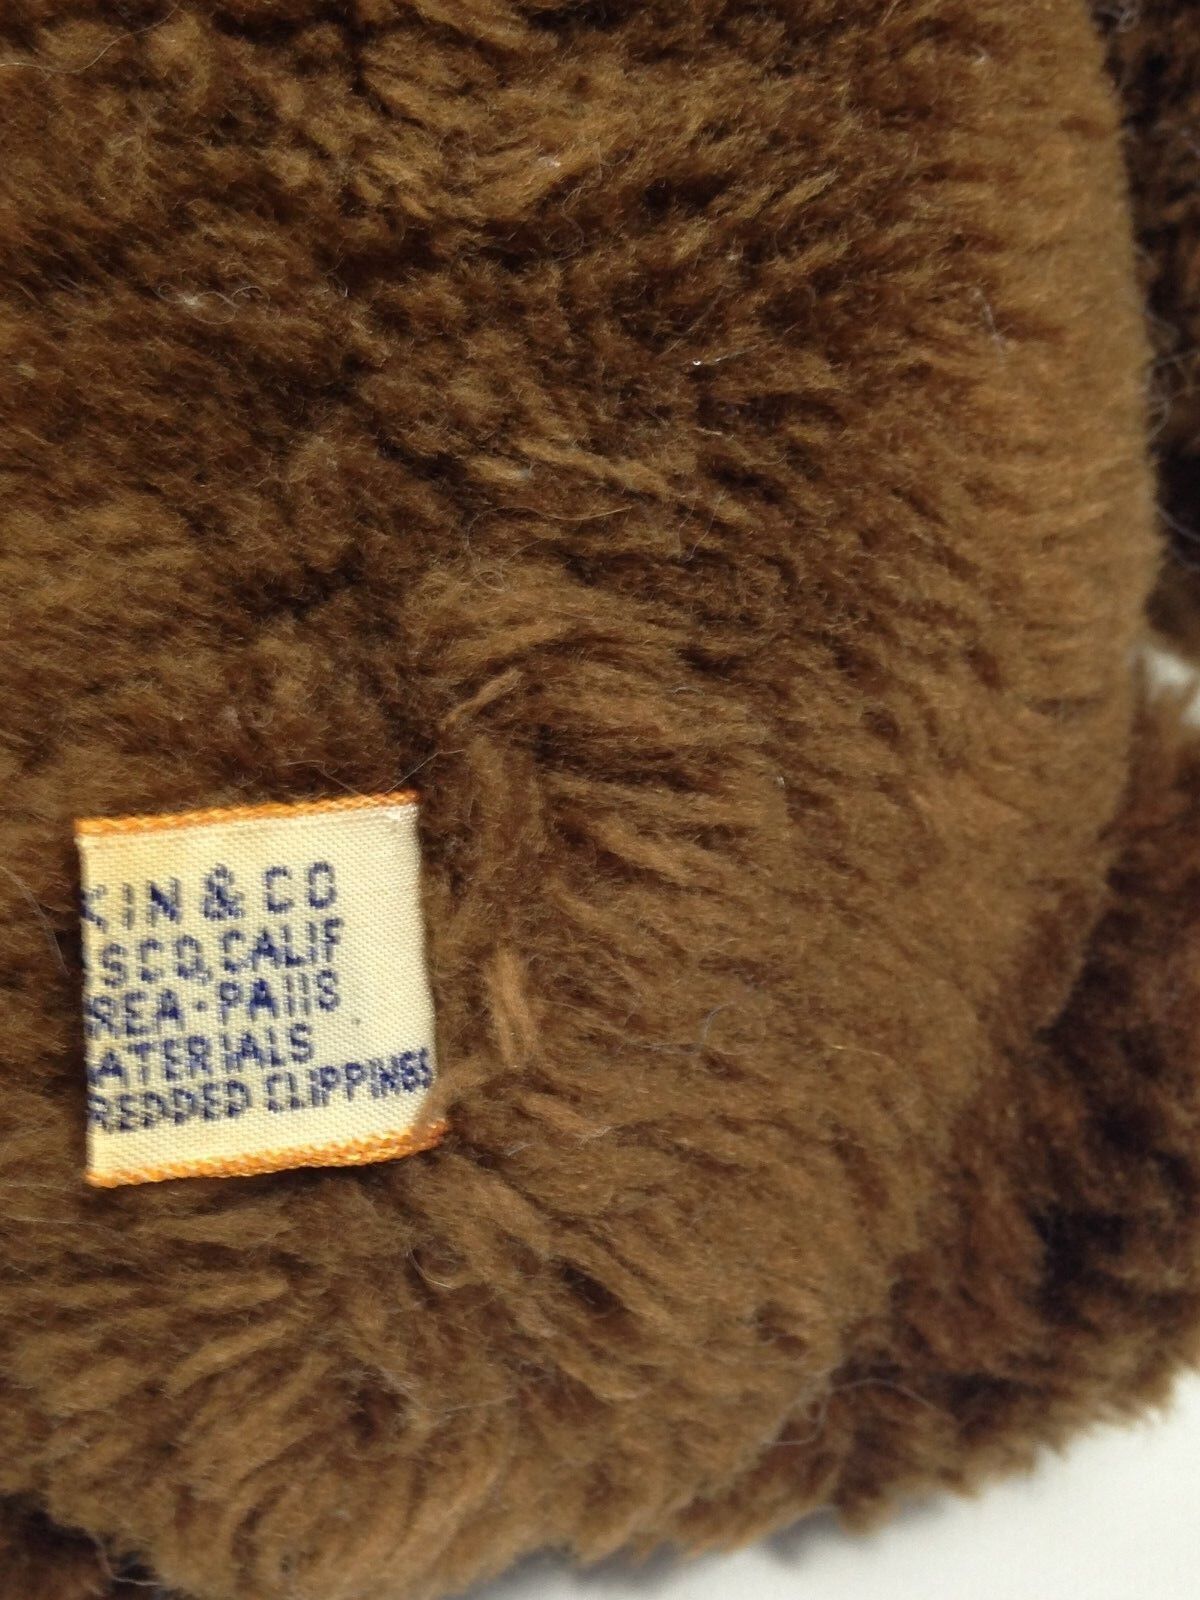 KIN & CO
SCO, CALIF
REA · PAIIS
ATERIALS
REDDED CLIPPINGS